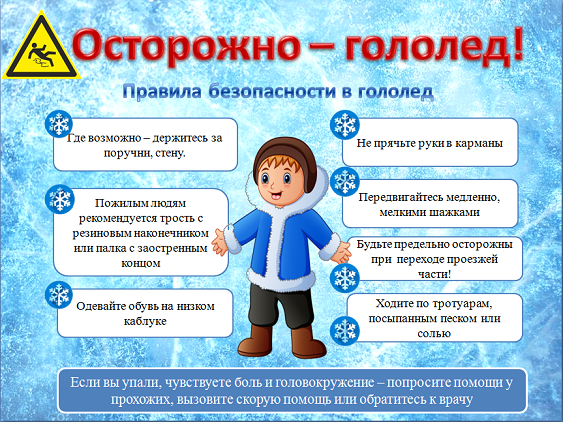 Осторожно – гололед!
Правила безопасности в гололед
Где возможно – держитесь за
поручни, стену.
Пожилым людям
рекомендуется трость с
резиновым наконечником
или палка с заостренным
концом
Одевайте обувь на низком
каблуке
Не прячьте руки в карманы
Передвигайтесь медленно,
мелкими шажками
Будьте предельно осторожны
при переходе проезжей
части!
Ходите по тротуарам,
посыпанным песком или
солью
Если вы упали, чувствуете боль и головокружение – попросите помощи у
прохожих, вызовите скорую помощь или обратитесь к врачу